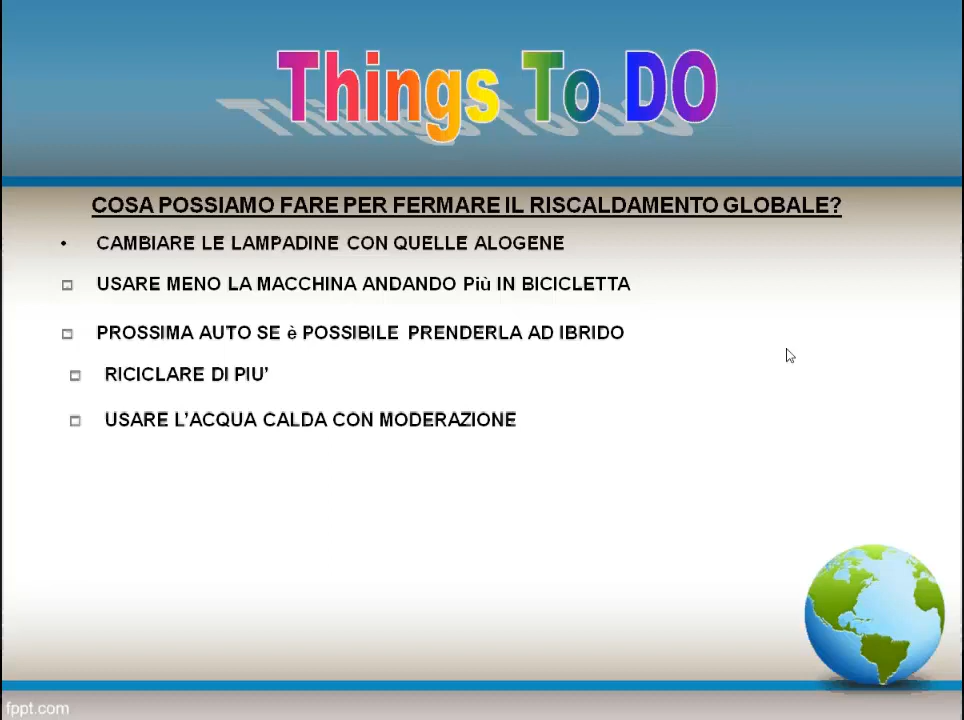 Things To DO
COSA POSSIAMO FARE PER FERMARE IL RISCALDAMENTO GLOBALE?
• CAMBIARE LE LAMPADINE CON QUELLE ALOGENE
USARE MENO LA MACCHINA ANDANDO Più IN BICICLETTA
PROSSIMA AUTO SE è POSSIBILE PRENDERLA AD IBRIDO
RICICLARE DI PIU’
USARE L’ACQUA CALDA CON MODERAZIONE
fppt.com